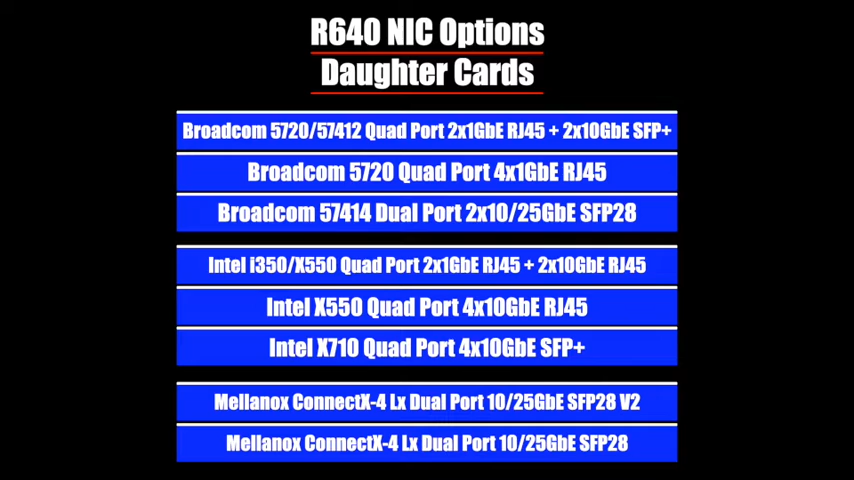 R640 NIC Options
Daughter Cards
Broadcom 5720/57412 Quad Port 2x1GbE RJ45 + 2x10GbE SFP+
Broadcom 5720 Quad Port 4x1GbE RJ45
Broadcom 57414 Dual Port 2x10/25GbE SFP28
Intel i350/X550 Quad Port 2x1GbE RJ45 + 2x10GbE RJ45
Intel X550 Quad Port 4x10GbE RJ45
Intel X710 Quad Port 4x10GbE SFP+
Mellanox ConnectX-4 Lx Dual Port 10/25GbE SFP28 V2
Mellanox ConnectX-4 Lx Dual Port 10/25GbE SFP28